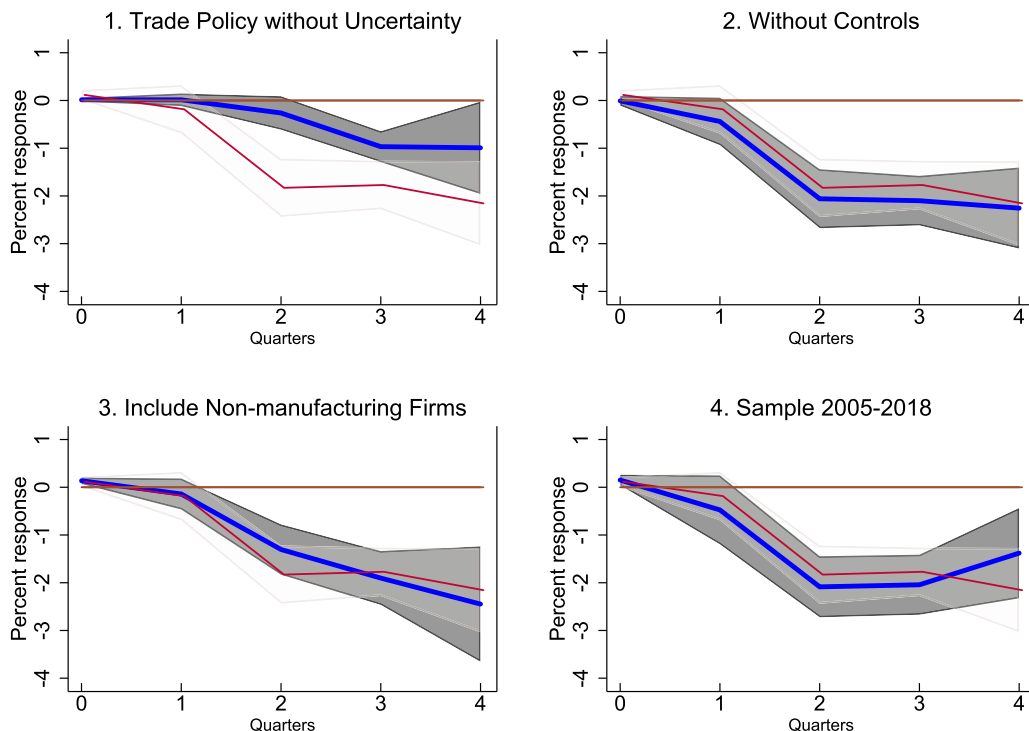 1. Trade Policy without Uncertainty
Percent response
1
0
-1
-2
-3
-4
0 1 2 3 4
Quarters
2. Without Controls
Percent response
1
0
-1
-2
-3
-4
0 1 2 3 4
Quarters
3. Include Non-manufacturing Firms
Percent response
1
0
-1
-2
-3
-4
0 1 2 3 4
Quarters
4. Sample 2005-2018
Percent response
1
0
-1
-2
-3
-4
0 1 2 3 4
Quarters